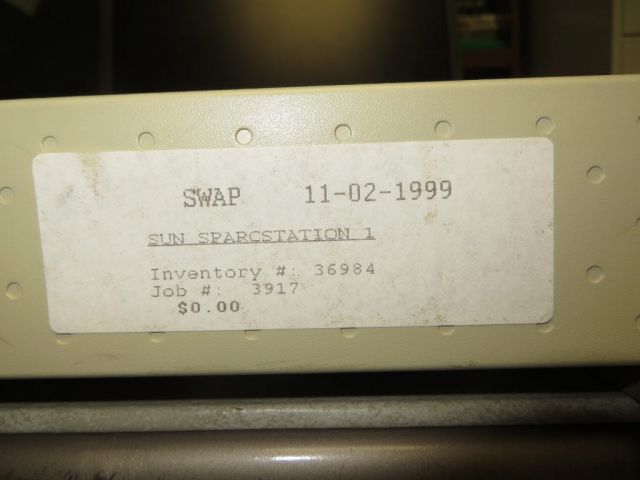 SWAP 11-02-1999
SUN SPARCSTATION 1
Inventory #: 36984
Job #: 3917
$0.00